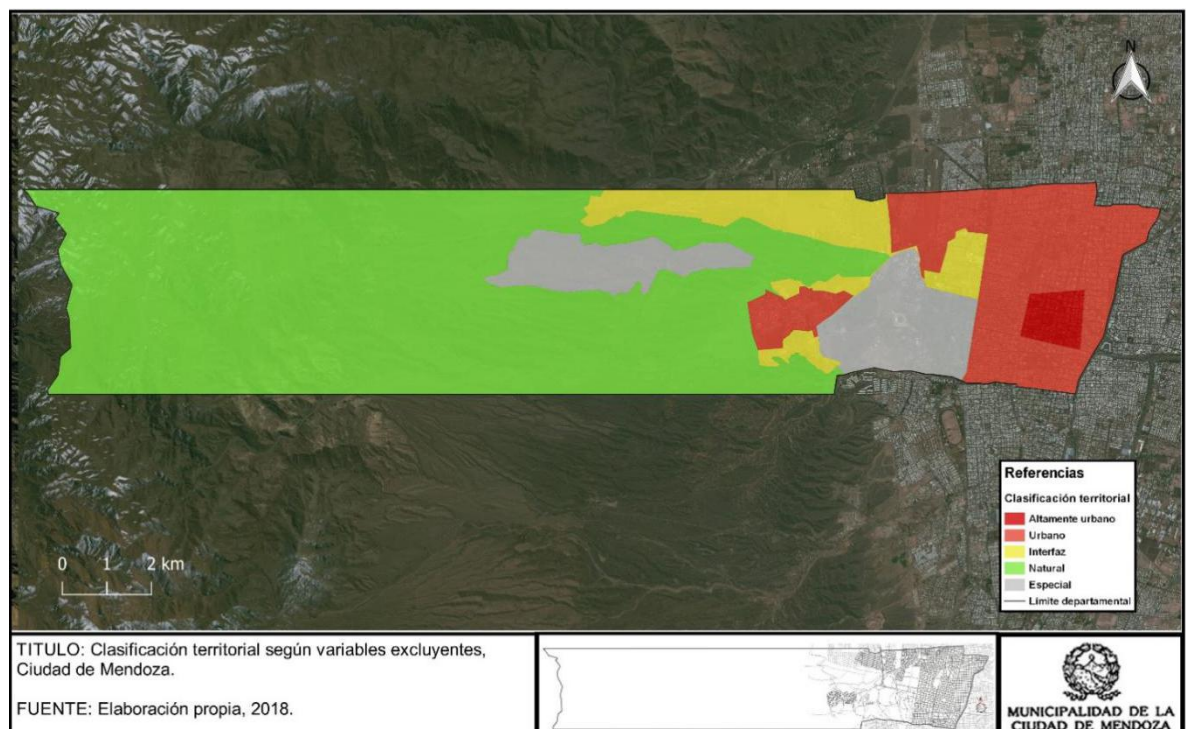 N
Referencias
Clasificación territorial
Altamente urbano
Urbano
Interfaz
Natural
Especial
Límite departamental
0 1 2 km
TITULO: Clasificación territorial según variables excluyentes,
Ciudad de Mendoza.
FUENTE: Elaboración propia, 2018.
MUNICIPALIDAD DE LA
CIUDAD DE MENDOZA